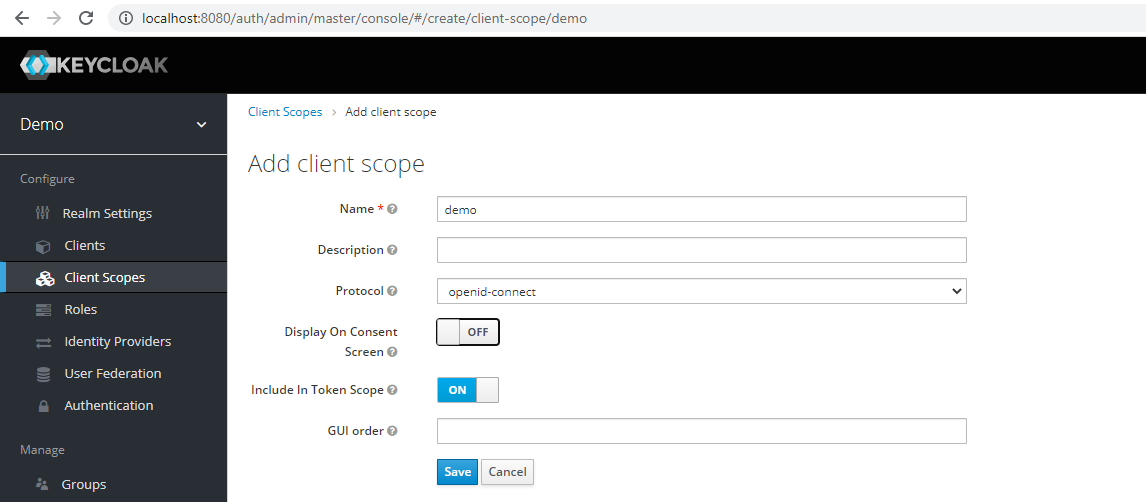 localhost:8080/auth/admin/master/console/#/create/client-scope/demo
KEYCLOAK
Demo
Configure
Realm Settings
Clients
Client Scopes
Roles
Identity Providers
User Federation
Authentication
Manage
Groups
Client Scopes > Add client scope
Add client scope
Name * demo
Description
Protocol openid-connect
Display On Consent
Screen
OFF
Include In Token Scope ON
GUI order
Save Cancel